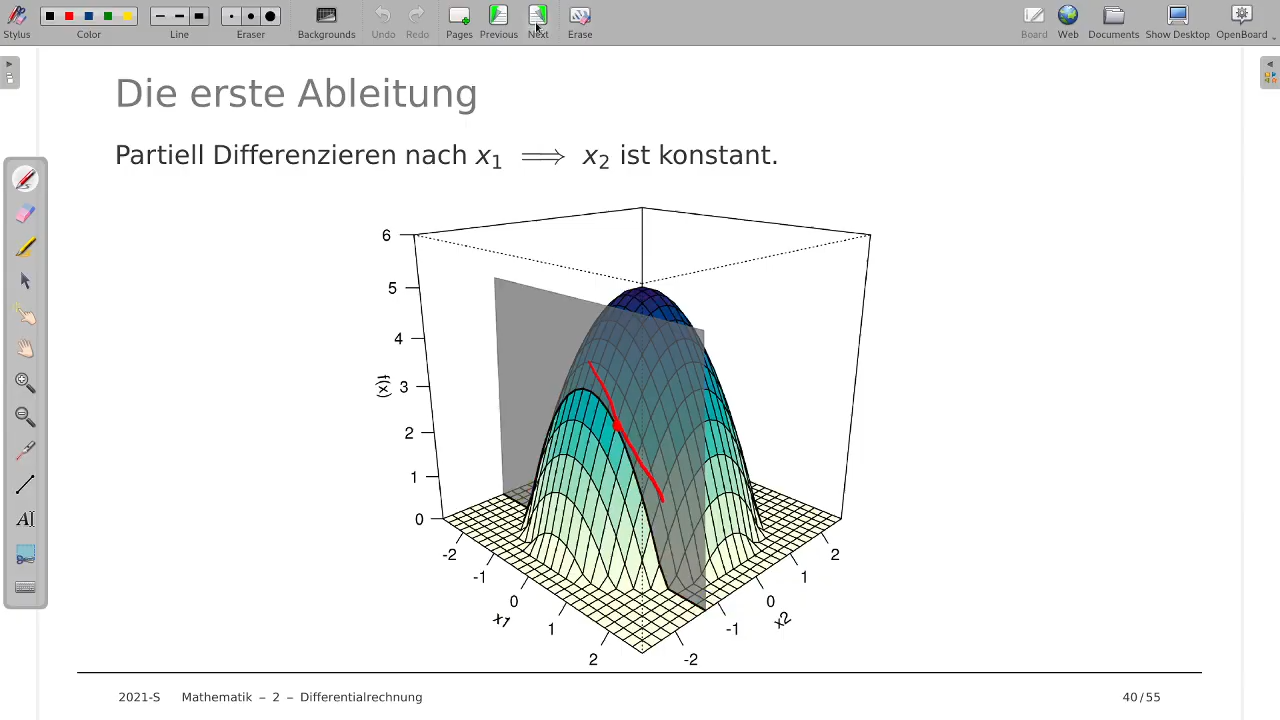 Stylus Color Line Eraser Backgrounds Undo Redo Pages Previous Next Erase Board Web Documents Show Desktop OpenBoard
Die erste Ableitung
Partiell Differenzieren nach x₁ ⟹ x₂ ist konstant.
6
5
4
3
2
1
0
f(x)
-2
-1
0
1
2
x1
-2
-1
0
1
2
x2
AI
2021-S Mathematik – 2 – Differentialrechnung 40/55